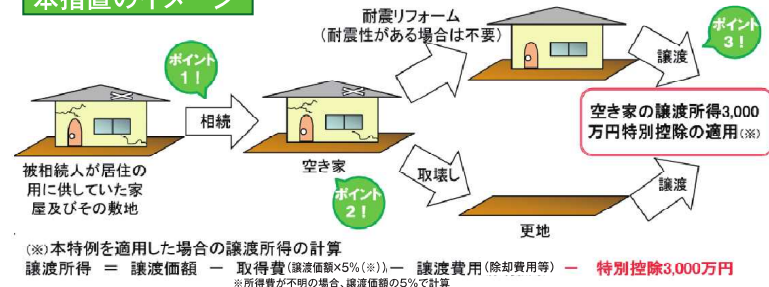 本措置のイメージ
ポイント
1！
相続
被相続人が居住の
用に供していた家
屋及びその敷地
空き家
ポイント
2！
耐震リフォーム
（耐震性がある場合は不要）
取壊し
更地
譲渡
譲渡
ポイント
3！
空き家の譲渡所得3,000
万円特別控除の適用（※）
（※）本特例を適用した場合の譲渡所得の計算
譲渡所得 ＝ 譲渡価額 － 取得費（譲渡価額×5%（※）） － 譲渡費用（除却費用等） － 特別控除3,000万円
※所得費が不明の場合、譲渡価額の5%で計算